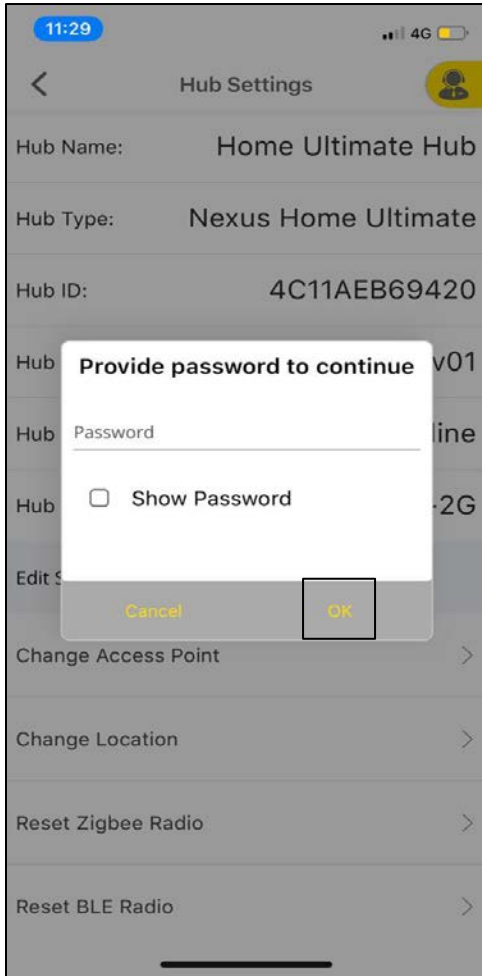 11:29
4G
Hub Settings
Hub Name: Home Ultimate Hub
Hub Type: Nexus Home Ultimate
Hub ID: 4C11AEB69420
Hub v01
Provide password to continue
Hub line
Password
Hub -2G
Show Password
Edit S
Cancel OK
Change Access Point
Change Location
Reset Zigbee Radio
Reset BLE Radio